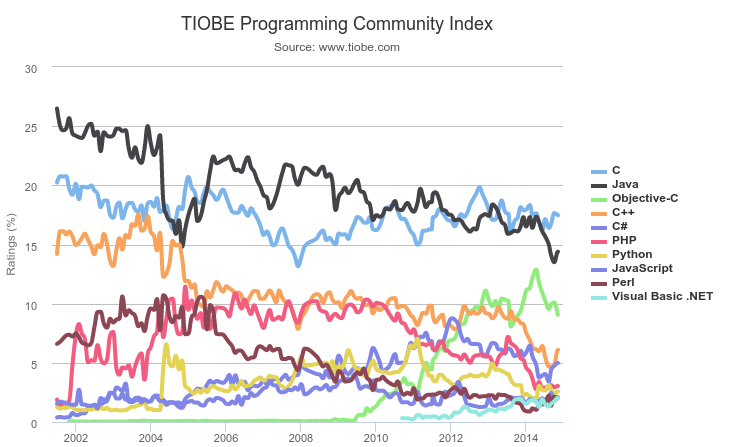 TIOBE Programming Community Index
Source: www.tiobe.com
30
25
20
15
10
5
0
Ratings (%)
2002 2004 2006 2008 2010 2012 2014
C
Java
Objective-C
C++
C#
PHP
Python
JavaScript
Perl
Visual Basic .NET